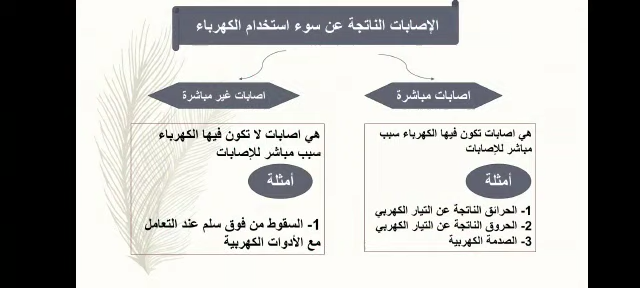 الإصابات الناتجة عن سوء استخدام الكهرباء
اصابات مباشرة
هي اصابات تكون فيها الكهرباء سبب
مباشر للإصابات
أمثلة
1- الحرائق الناتجة عن التيار الكهربي
2- الحروق الناتجة عن التيار الكهربي
3- الصدمة الكهربية
اصابات غير مباشرة
هي اصابات لا تكون فيها الكهرباء
سبب مباشر للإصابات
أمثلة
1- السقوط من فوق سلم عند التعامل
مع الأدوات الكهربية